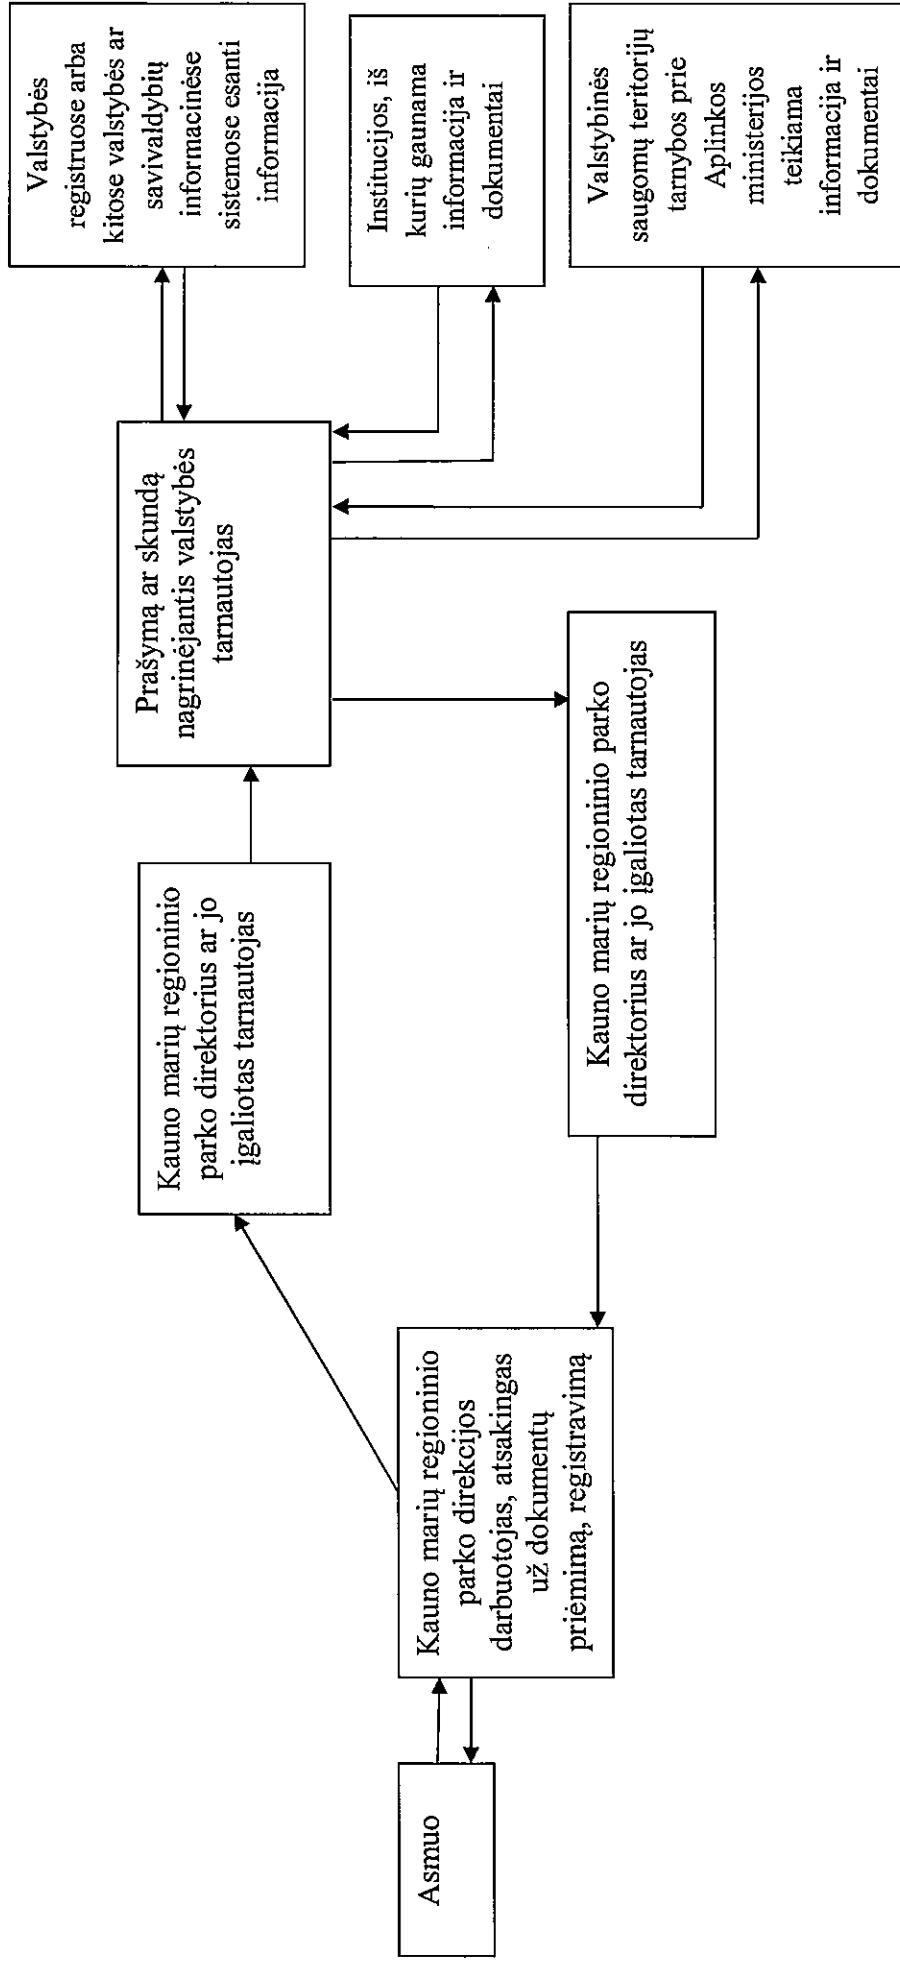 Asmuo
Kauno marių regioninio
parko direkcijos
darbuotojas, atsakingas
už dokumentų
priėmimą, registravimą
Kauno marių regioninio
parko direktorius ar jo
įgaliotas tarnautojas
Kauno marių regioninio parko
direktorius ar jo įgaliotas tarnautojas
Prašymą ar skundą
nagrinėjantis valstybės
tarnautojas
Valstybės
registruose arba
kitose valstybės ar
savivaldybių
informacinėse
sistemose esanti
informacija
Institucijos, iš
kurių gaunama
informacija ir
dokumentai
Valstybinės
saugomų teritorijų
tarnybos prie
Aplinkos
ministerijos
teikiama
informacija ir
dokumentai